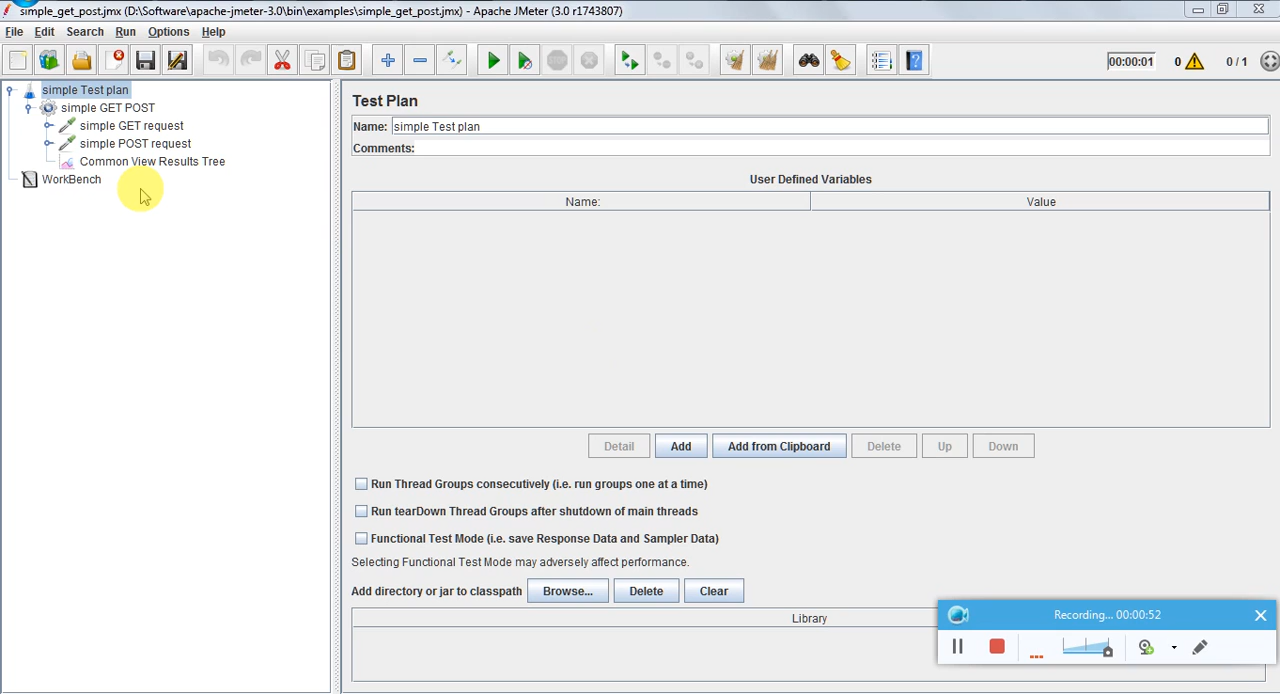 simple_get_post.jmx (D:\Software\apache-jmeter-3.0\bin\examples\simple_get_post.jmx) - Apache JMeter (3.0 r1743807)
File Edit Search Run Options Help
00:00:01 0 0 / 1
simple Test plan
simple GET POST
simple GET request
simple POST request
Common View Results Tree
WorkBench
Test Plan
Name: simple Test plan
Comments:
User Defined Variables
Name: Value
Detail Add Add from Clipboard Delete Up Down
Run Thread Groups consecutively (i.e. run groups one at a time)
Run tearDown Thread Groups after shutdown of main threads
Functional Test Mode (i.e. save Response Data and Sampler Data)
Selecting Functional Test Mode may adversely affect performance.
Add directory or jar to classpath Browse... Delete Clear
Library
Recording... 00:00:52